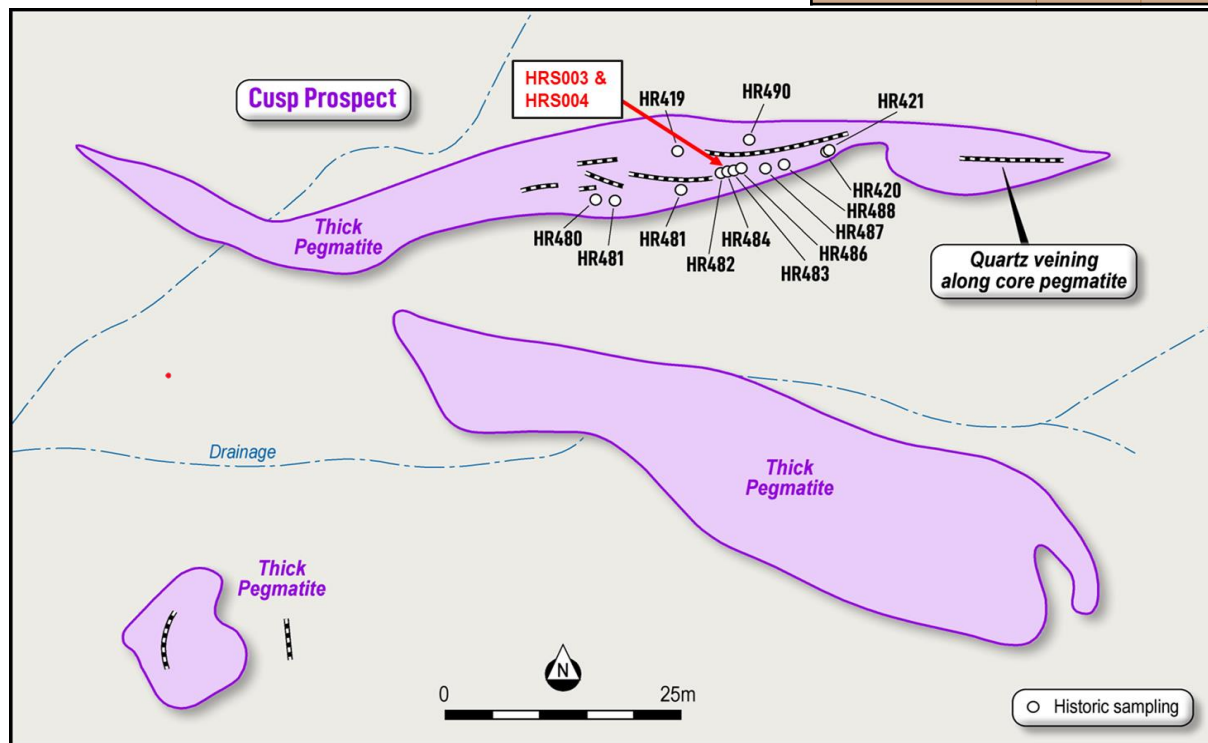 Cusp Prospect
HRS003 &
HRS004
HR419
HR490
HR421
HR420
HR488
HR487
HR486
HR483
HR484
HR482
HR481
HR481
HR480
Thick
Pegmatite
Quartz veining
along core pegmatite
Drainage
Thick
Pegmatite
Thick
Pegmatite
N
0 25m
Historic sampling